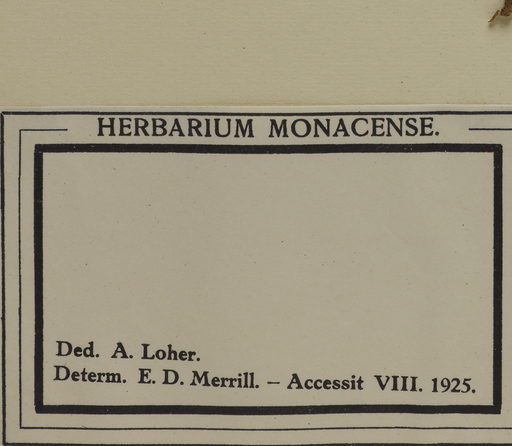 HERBARIUM MONACENSE.
Ded. A. Loher.
Determ. E. D. Merrill. – Accessit VIII. 1925.